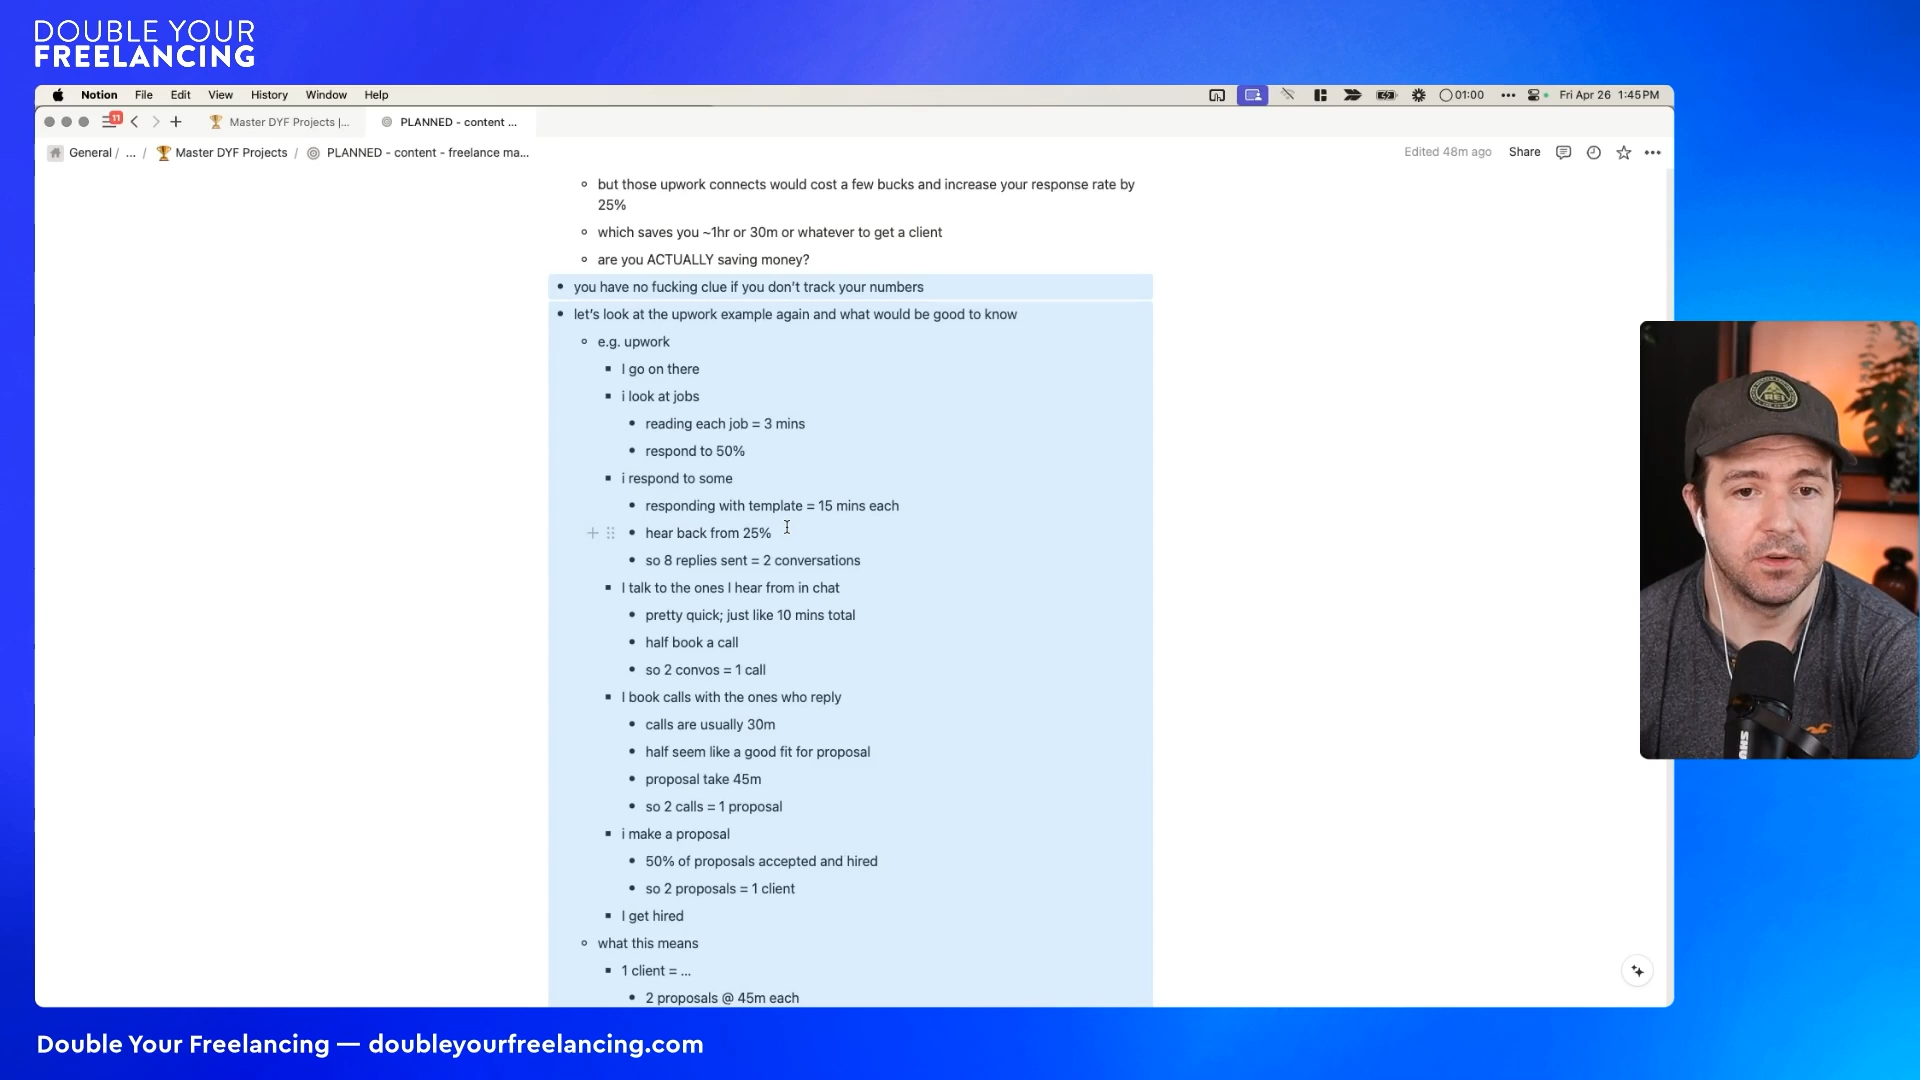 DOUBLE YOUR
FREELANCING
Notion File Edit View History Window Help 01:00 ••• Fri Apr 26 1:45PM
11 Master DYF Projects |... PLANNED - content ...
General / ... / Master DYF Projects / PLANNED - content - freelance ma... Edited 48m ago Share •••
but those upwork connects would cost a few bucks and increase your response rate by
25%
which saves you ~1hr or 30m or whatever to get a client
are you ACTUALLY saving money?
you have no fucking clue if you don't track your numbers
let's look at the upwork example again and what would be good to know
e.g. upwork
I go on there
i look at jobs
reading each job = 3 mins
respond to 50%
i respond to some
responding with template = 15 mins each
hear back from 25%
so 8 replies sent = 2 conversations
I talk to the ones I hear from in chat
pretty quick; just like 10 mins total
half book a call
so 2 convos = 1 call
I book calls with the ones who reply
calls are usually 30m
half seem like a good fit for proposal
proposal take 45m
so 2 calls = 1 proposal
i make a proposal
50% of proposals accepted and hired
so 2 proposals = 1 client
I get hired
what this means
1 client = ...
2 proposals @ 45m each
REI
SHU
Double Your Freelancing — doubleyourfreelancing.com